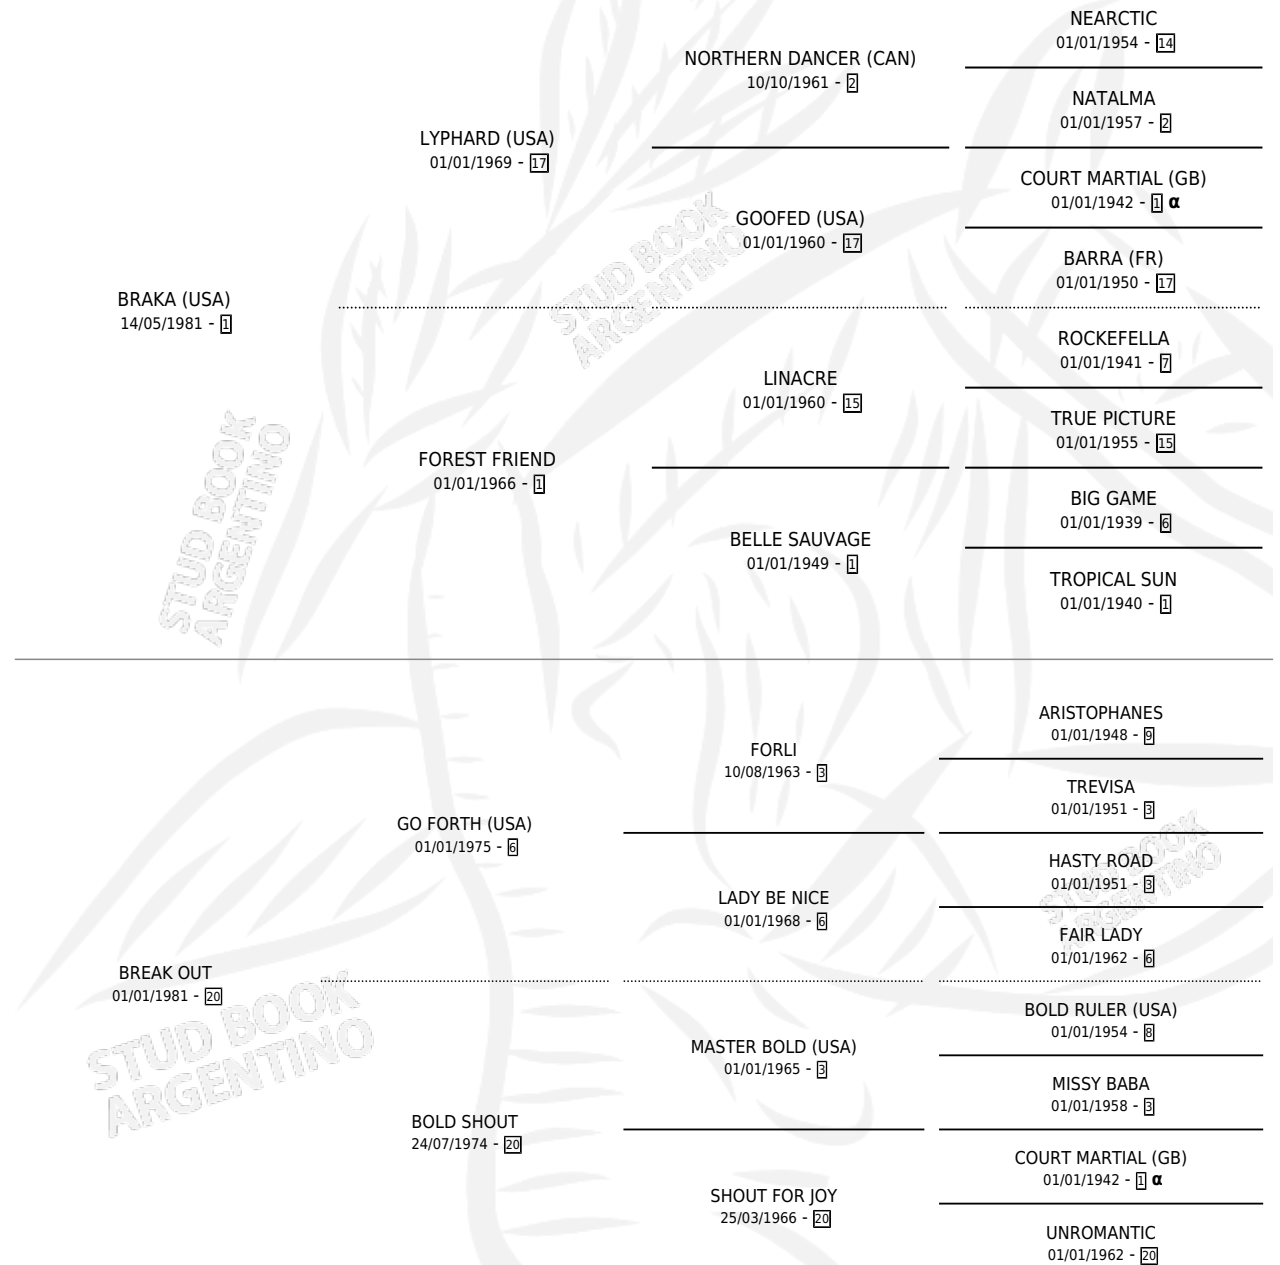 NEARCTIC
01/01/1954 - 14
NORTHERN DANCER (CAN)
10/10/1961 - 2
NATALMA
01/01/1957 - 2
LYPHARD (USA)
01/01/1969 - 17
COURT MARTIAL (GB)
01/01/1942 - 1 α
GOOFED (USA)
01/01/1960 - 17
BARRA (FR)
01/01/1950 - 17
BRAKA (USA)
14/05/1981 - 1
ROCKEFELLA
01/01/1941 - 7
LINACRE
01/01/1960 - 15
TRUE PICTURE
01/01/1955 - 15
FOREST FRIEND
01/01/1966 - 1
BIG GAME
01/01/1939 - 6
BELLE SAUVAGE
01/01/1949 - 1
TROPICAL SUN
01/01/1940 - 1
ARISTOPHANES
01/01/1948 - 9
FORLI
10/08/1963 - 3
TREVISA
01/01/1951 - 3
GO FORTH (USA)
01/01/1975 - 6
HASTY ROAD
01/01/1951 - 3
LADY BE NICE
01/01/1968 - 6
FAIR LADY
01/01/1962 - 6
BREAK OUT
01/01/1981 - 20
BOLD RULER (USA)
01/01/1954 - 8
MASTER BOLD (USA)
01/01/1965 - 3
MISSY BABA
01/01/1958 - 3
BOLD SHOUT
24/07/1974 - 20
COURT MARTIAL (GB)
01/01/1942 - 1 α
SHOUT FOR JOY
25/03/1966 - 20
UNROMANTIC
01/01/1962 - 20
STUD BOOK
ARGENTINO
STUD BOOK
ARGENTINO
STUD BOOK
ARGENTINO
STUD BOOK
ARGENTINO